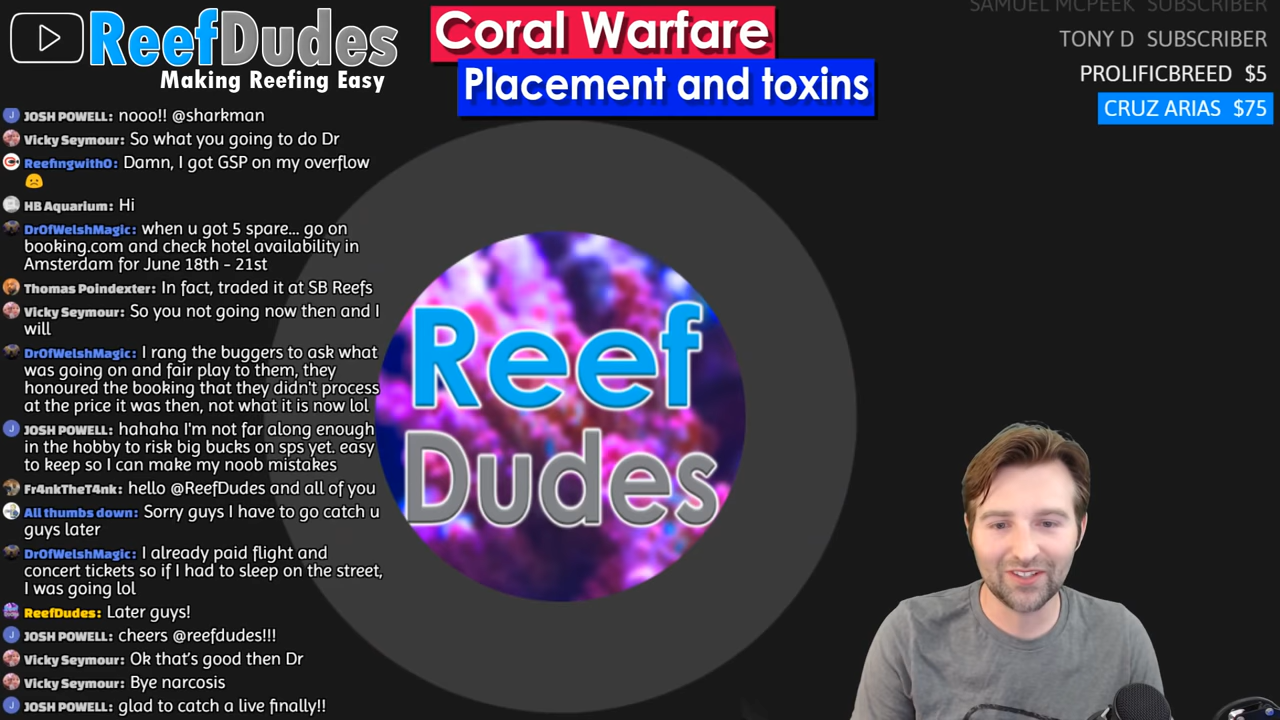 ReefDudes
Making Reefing Easy
Coral Warfare
Placement and toxins
SAMUEL MCPEEK SUBSCRIBER
TONY D SUBSCRIBER
PROLIFICBREED $5
CRUZ ARIAS $75
JOSH POWELL: nooo!! @sharkman
Vicky Seymour: So what you going to do Dr
ReefingwithO: Damn, I got GSP on my overflow
☹️
HB Aquarium: Hi
DrOfWelshMagic: when u got 5 spare... go on
booking.com and check hotel availability in
Amsterdam for June 18th - 21st
Thomas Poindexter: In fact, traded it at SB Reefs
Vicky Seymour: So you not going now then and I
will
DrOfWelshMagic: I rang the buggers to ask what
was going on and fair play to them, they
honoured the booking that they didn't process
at the price it was then, not what it is now lol
JOSH POWELL: hahaha I'm not far along enough
in the hobby to risk big bucks on sps yet. easy
to keep so I can make my noob mistakes
Fr4nkTheT4nk: hello @ReefDudes and all of you
All thumbs down: Sorry guys I have to go catch u
guys later
DrOfWelshMagic: I already paid flight and
concert tickets so if I had to sleep on the street,
I was going lol
ReefDudes: Later guys!
JOSH POWELL: cheers @reefdudes!!!
Vicky Seymour: Ok that's good then Dr
Vicky Seymour: Bye narcosis
JOSH POWELL: glad to catch a live finally!!
Reef
Dudes